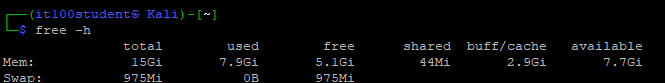 ┌──(it100student㉿ Kali)-[~]
└─$ free -h
               total        used        free      shared  buff/cache   available
Mem:            15Gi       7.9Gi       5.1Gi        44Mi       2.9Gi       7.7Gi
Swap:          975Mi          0B       975Mi